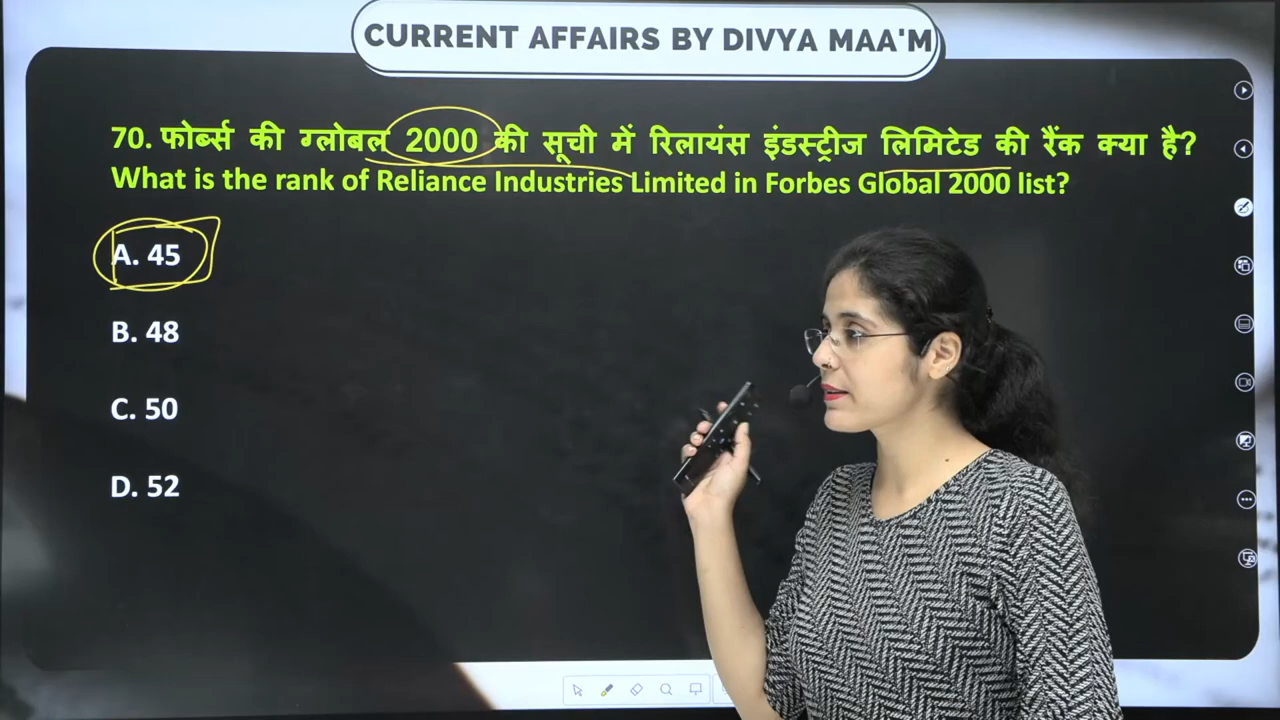 CURRENT AFFAIRS BY DIVYA MAA'M
70. फोर्ब्स की ग्लोबल 2000 की सूची में रिलायंस इंडस्ट्रीज लिमिटेड की रैंक क्या है?
What is the rank of Reliance Industries Limited in Forbes Global 2000 list?
A. 45
B. 48
C. 50
D. 52